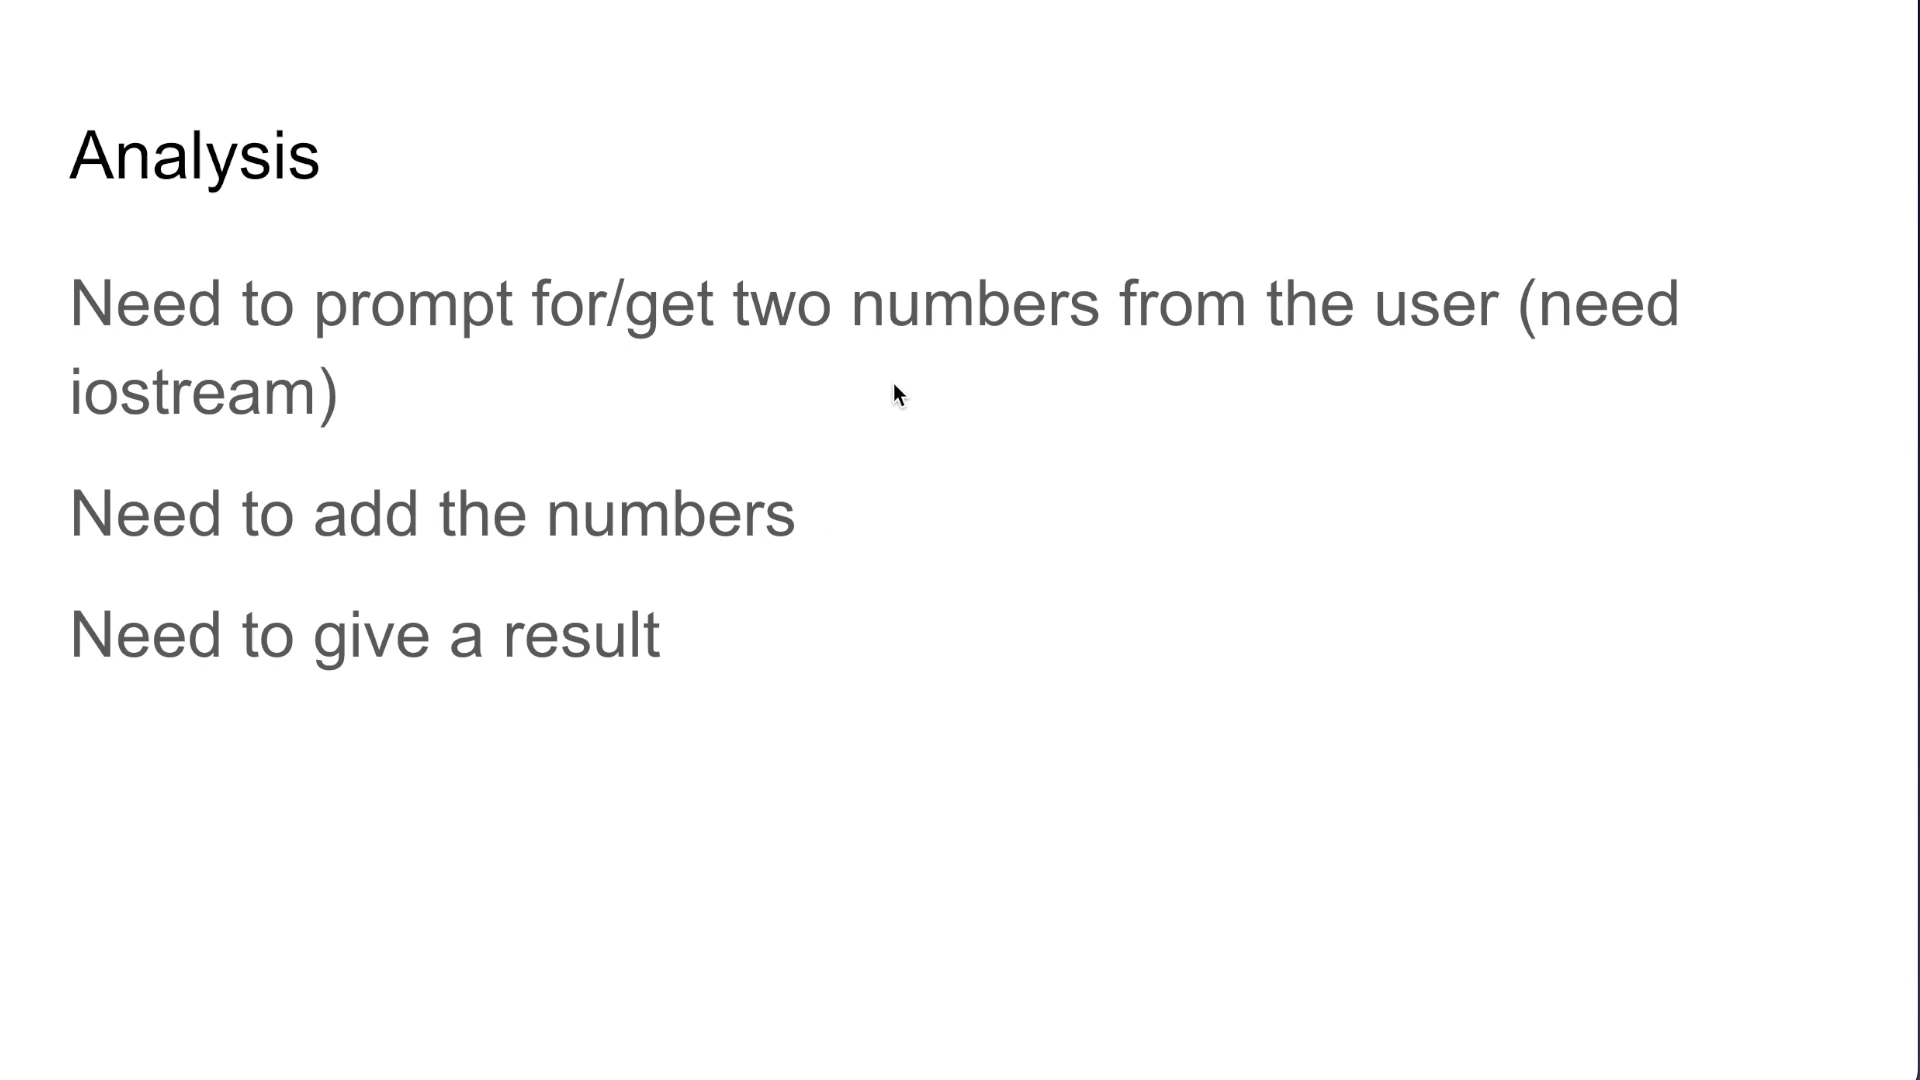 Analysis
Need to prompt for/get two numbers from the user (need
iostream)
Need to add the numbers
Need to give a result